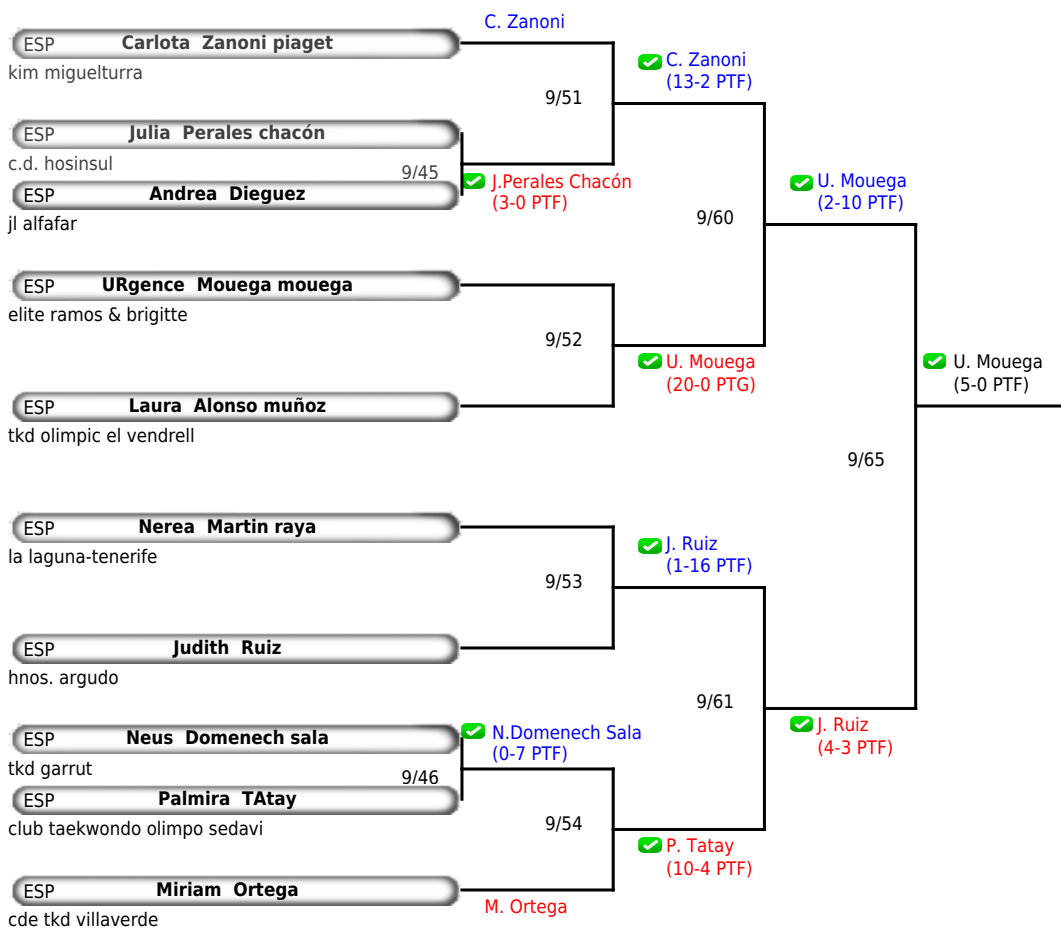 C. Zanoni
ESP Carlota Zanoni piaget
kim miguelturra
C. Zanoni
(13-2 PTF)
9/51
ESP Julia Perales chacón
c.d. hosinsul
9/45
J.Perales Chacón
(3-0 PTF)
ESP Andrea Dieguez
jl alfafar
U. Mouega
(2-10 PTF)
9/60
ESP URgence Mouega mouega
elite ramos & brigitte
9/52
U. Mouega
(20-0 PTG)
U. Mouega
(5-0 PTF)
ESP Laura Alonso muñoz
tkd olimpic el vendrell
9/65
ESP Nerea Martin raya
la laguna-tenerife
J. Ruiz
(1-16 PTF)
9/53
ESP Judith Ruiz
hnos. argudo
9/61
J. Ruiz
(4-3 PTF)
ESP Neus Domenech sala
tkd garrut
N.Domenech Sala
(0-7 PTF)
9/46
ESP Palmira TAtay
club taekwondo olimpo sedavi
9/54
P. Tatay
(10-4 PTF)
ESP Miriam Ortega
cde tkd villaverde
M. Ortega